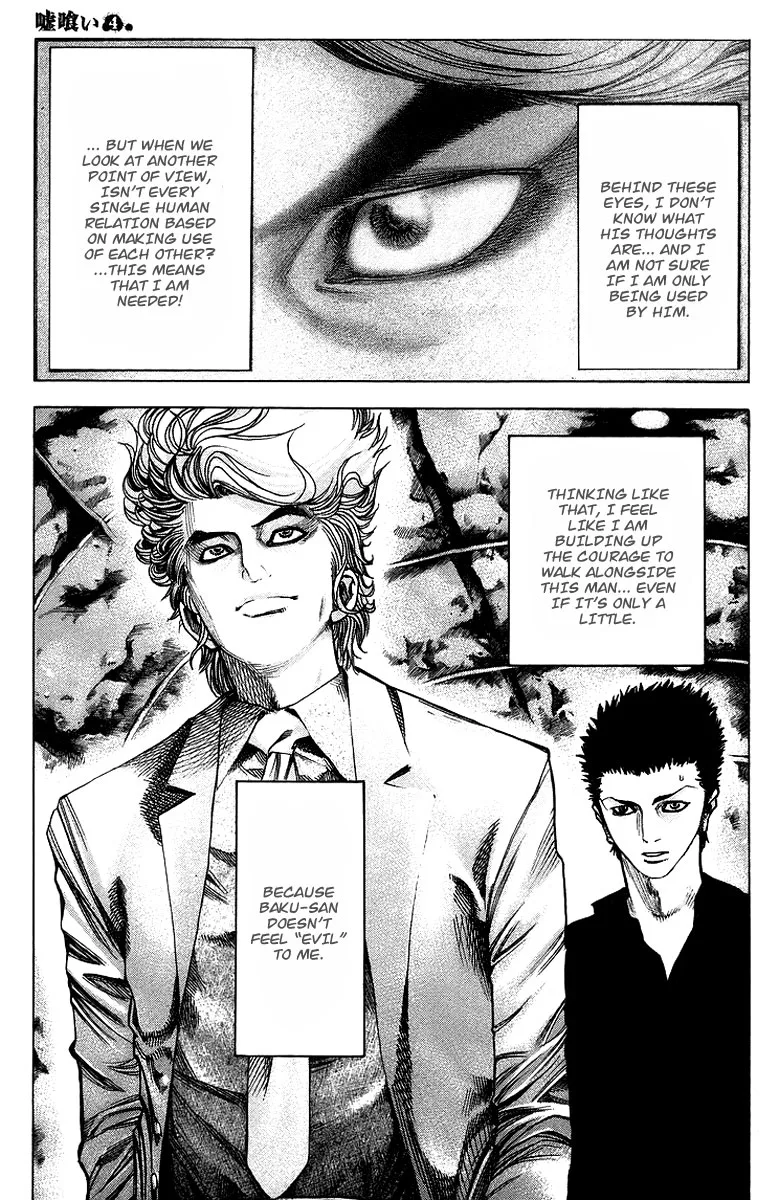 嘘喰い④。
BEHIND THESE
EYES, I DON'T
KNOW WHAT
HIS THOUGHTS
ARE... AND I
AM NOT SURE
IF I AM ONLY
BEING USED
BY HIM.
... BUT WHEN WE
LOOK AT ANOTHER
POINT OF VIEW,
ISN'T EVERY
SINGLE HUMAN
RELATION BASED
ON MAKING USE
OF EACH OTHER?
...THIS MEANS
THAT I AM
NEEDED!
THINKING LIKE
THAT, I FEEL
LIKE I AM
BUILDING UP
THE COURAGE TO
WALK ALONGSIDE
THIS MAN... EVEN
IF IT'S ONLY A
LITTLE.
BECAUSE
BAKU-SAN
DOESN'T
FEEL "EVIL"
TO ME.